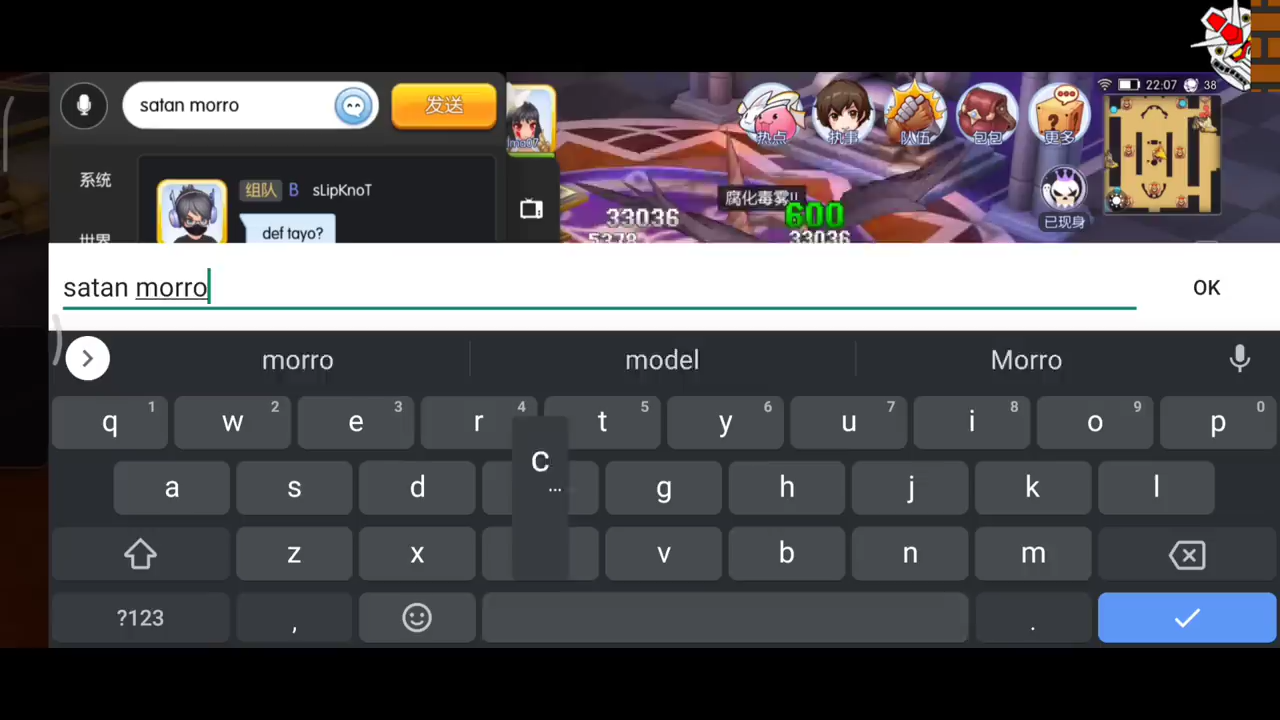 satan morro
发送
系统
世界
组队 B sLipKnoT
def tayo?
热点
执事
队伍
包包
更多
22:07
38
已现身
腐化毒雾!!
600
33036
5378
33036
satan morro
OK
morro
model
Morro
q 1 w 2 e 3 r 4 t 5 y 6 u 7 i 8 o 9 p 0
a s d g h j k l
c
...
z x v b n m
?123 , .